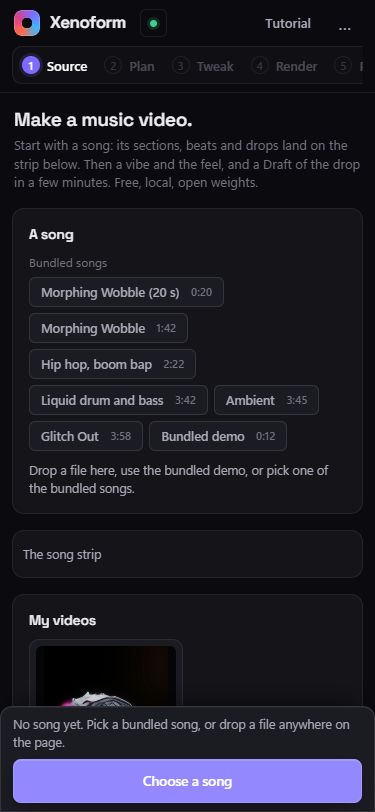 Xenoform
Tutorial
...
1 Source
2 Plan
3 Tweak
4 Render
5
Make a music video.
Start with a song: its sections, beats and drops land on the
strip below. Then a vibe and the feel, and a Draft of the drop
in a few minutes. Free, local, open weights.
A song
Bundled songs
Morphing Wobble (20 s) 0:20
Morphing Wobble 1:42
Hip hop, boom bap 2:22
Liquid drum and bass 3:42
Ambient 3:45
Glitch Out 3:58
Bundled demo 0:12
Drop a file here, use the bundled demo, or pick one of
the bundled songs.
The song strip
My videos
No song yet. Pick a bundled song, or drop a file anywhere on
the page.
Choose a song